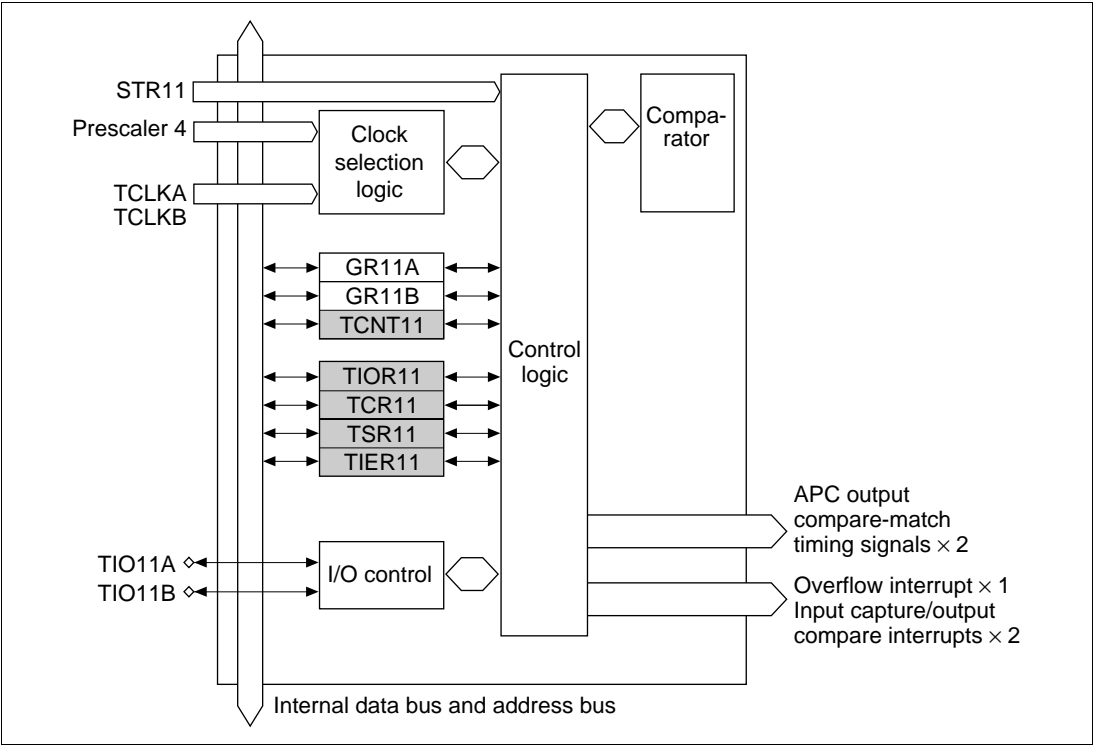 STR11
Prescaler 4
TCLKA
TCLKB
Clock
selection
logic
Compa-
rator
GR11A
GR11B
TCNT11
Control
logic
TIOR11
TCR11
TSR11
TIER11
APC output
compare-match
timing signals × 2
TIO11A
TIO11B
I/O control
Overflow interrupt × 1
Input capture/output
compare interrupts × 2
Internal data bus and address bus